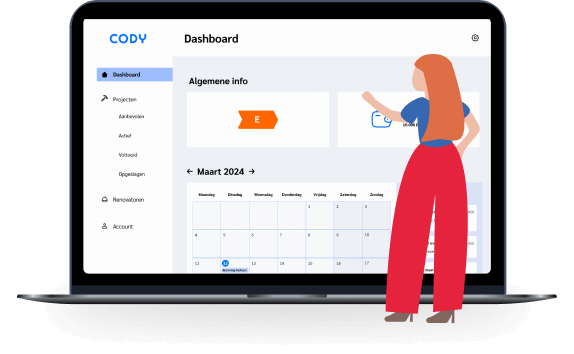 CODY
Dashboard
Dashboard
Algemene info
Projecten
Aanbevolen
Actief
Voltooid
Opgeslagen
Renovatoren
Account
E
Maart 2024
Maandag Dinsdag Woensdag Donderdag Vrijdag Zaterdag Zondag
1 2 3
4 5 6 7 8 9 10
11 12 13 14 15 16 17